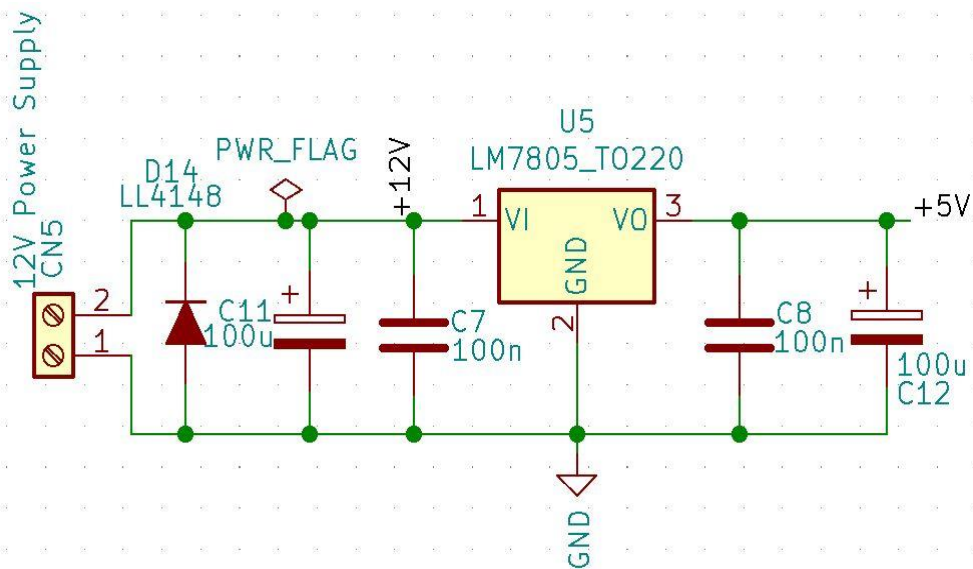 12V Power Supply
CN5
2
1
D14
LL4148
PWR_FLAG
+
C11
100u
+12V
C7
100n
U5
LM7805_TO220
1
VI
VO
3
GND
2
GND
C8
100n
+5V
+
100u
C12